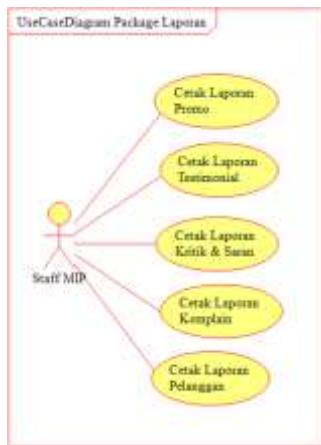 UseCaseDiagram Package Laporan
Cetak Laporan
Promo
Cetak Laporan
Testimonial
Cetak Laporan
Kritik & Saran
Staff MIP
Cetak Laporan
Komplain
Cetak Laporan
Pelanggan